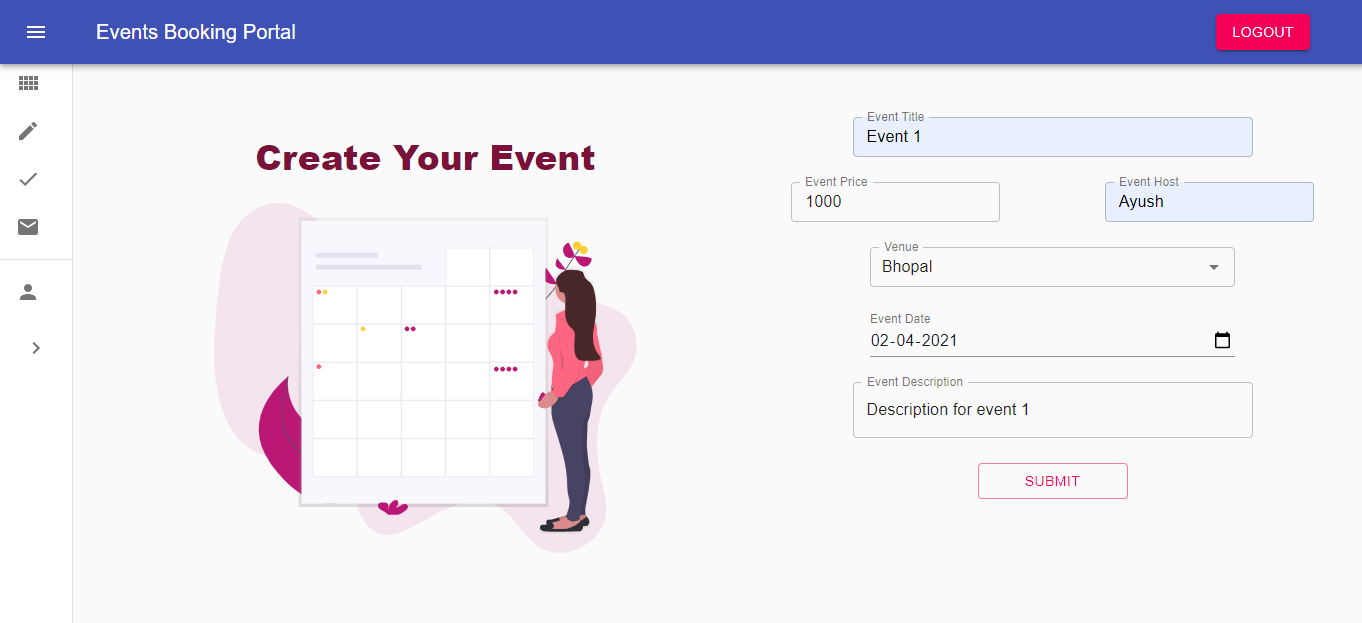 Events Booking Portal
LOGOUT
Create Your Event
Event Title
Event 1
Event Price
1000
Event Host
Ayush
Venue
Bhopal
Event Date
02-04-2021
Event Description
Description for event 1
SUBMIT